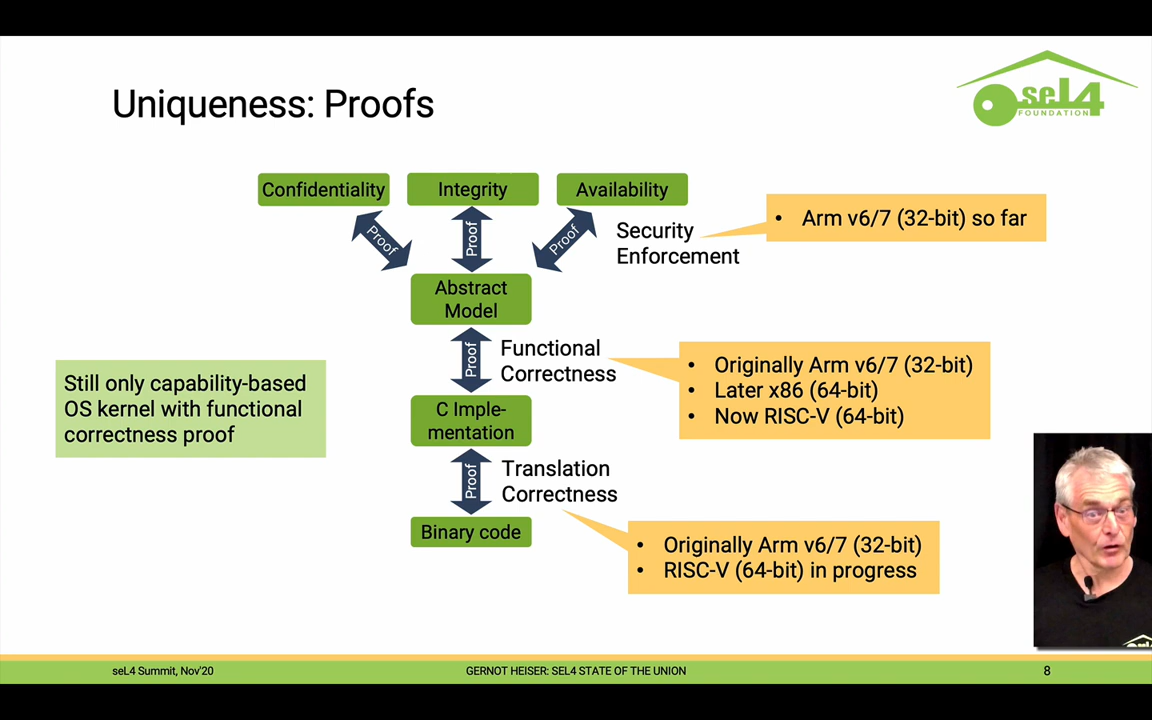 Uniqueness: Proofs
seL4
FOUNDATION
Confidentiality
Integrity
Availability
Proof
Proof
Proof
Security
Enforcement
• Arm v6/7 (32-bit) so far
Abstract
Model
Proof
Functional
Correctness
• Originally Arm v6/7 (32-bit)
• Later x86 (64-bit)
• Now RISC-V (64-bit)
Still only capability-based
OS kernel with functional
correctness proof
C Imple-
mentation
Proof
Translation
Correctness
Binary code
• Originally Arm v6/7 (32-bit)
• RISC-V (64-bit) in progress
seL4 Summit, Nov'20
GERNOT HEISER: SEL4 STATE OF THE UNION
8